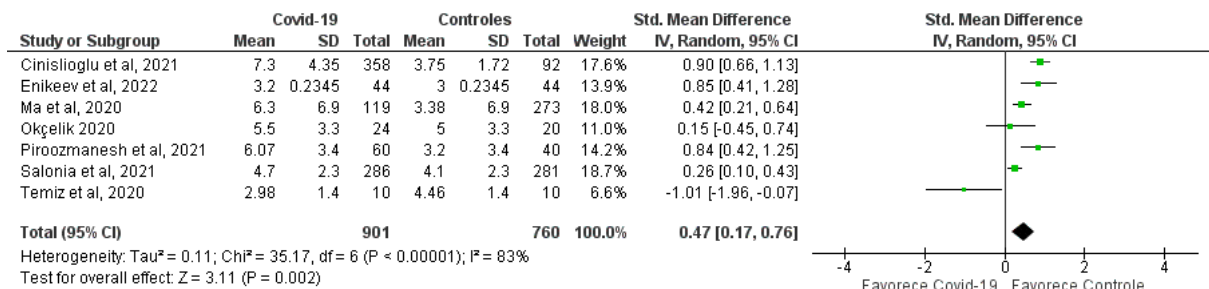 Covid-19 Controles Std. Mean Difference Std. Mean Difference
Study or Subgroup Mean SD Total Mean SD Total Weight IV, Random, 95% CI IV, Random, 95% CI
Cinislioglu et al, 2021 7.3 4.35 358 3.75 1.72 92 17.6% 0.90 [0.66, 1.13]
Enikeev et al, 2022 3.2 0.2345 44 3 0.2345 44 13.9% 0.85 [0.41, 1.28]
Ma et al, 2020 6.3 6.9 119 3.38 6.9 273 18.0% 0.42 [0.21, 0.64]
Okçelik 2020 5.5 3.3 24 5 3.3 20 11.0% 0.15 [-0.45, 0.74]
Piroozmanesh et al, 2021 6.07 3.4 60 3.2 3.4 40 14.2% 0.84 [0.42, 1.25]
Salonia et al, 2021 4.7 2.3 286 4.1 2.3 281 18.7% 0.26 [0.10, 0.43]
Temiz et al, 2020 2.98 1.4 10 4.46 1.4 10 6.6% -1.01 [-1.96, -0.07]
Total (95% CI) 901 760 100.0% 0.47 [0.17, 0.76]
Heterogeneity: Tau² = 0.11; Chi² = 35.17, df = 6 (P < 0.00001); I² = 83%
Test for overall effect: Z = 3.11 (P = 0.002)
-4 -2 0 2 4
Favorece Covid-19 Favorece Controle